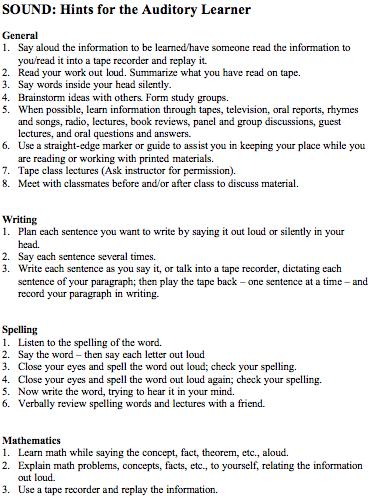 SOUND: Hints for the Auditory Learner
General
1. Say aloud the information to be learned/have someone read the information to
you/read it into a tape recorder and replay it.
2. Read your work out loud. Summarize what you have read on tape.
3. Say words inside your head silently.
4. Brainstorm ideas with others. Form study groups.
5. When possible, learn information through tapes, television, oral reports, rhymes
and songs, radio, lectures, book reviews, panel and group discussions, guest
lectures, and oral questions and answers.
6. Use a straight-edge marker or guide to assist you in keeping your place while you
are reading or working with printed materials.
7. Tape class lectures (Ask instructor for permission).
8. Meet with classmates before and/or after class to discuss material.
Writing
1. Plan each sentence you want to write by saying it out loud or silently in your
head.
2. Say each sentence several times.
3. Write each sentence as you say it, or talk into a tape recorder, dictating each
sentence of your paragraph; then play the tape back – one sentence at a time – and
record your paragraph in writing.
Spelling
1. Listen to the spelling of the word.
2. Say the word – then say each letter out loud
3. Close your eyes and spell the word out loud; check your spelling.
4. Close your eyes and spell the word out loud again; check your spelling.
5. Now write the word, trying to hear it in your mind.
6. Verbally review spelling words and lectures with a friend.
Mathematics
1. Learn math while saying the concept, fact, theorem, etc., aloud.
2. Explain math problems, concepts, facts, etc., to yourself, relating the information
out loud.
3. Use a tape recorder and replay the information.